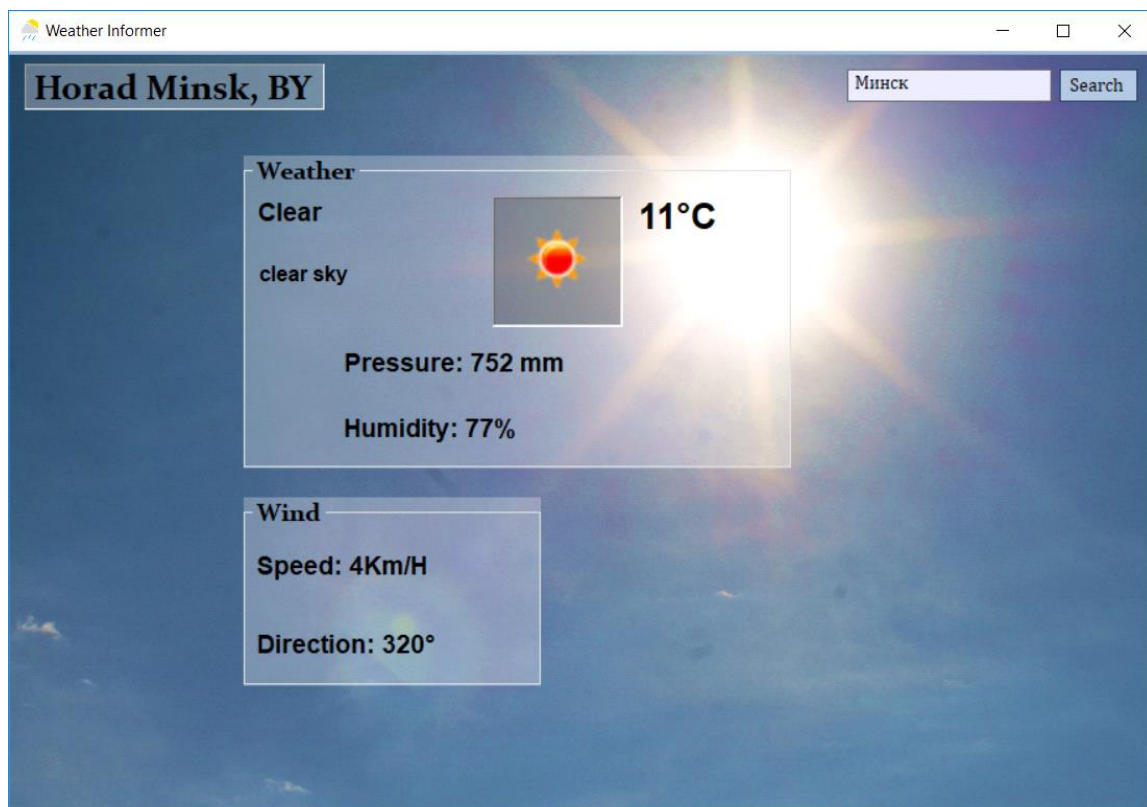 Weather Informer
Horad Minsk, BY
Минск
Search
Weather
Clear
11°C
clear sky
Pressure: 752 mm
Humidity: 77%
Wind
Speed: 4Km/H
Direction: 320°